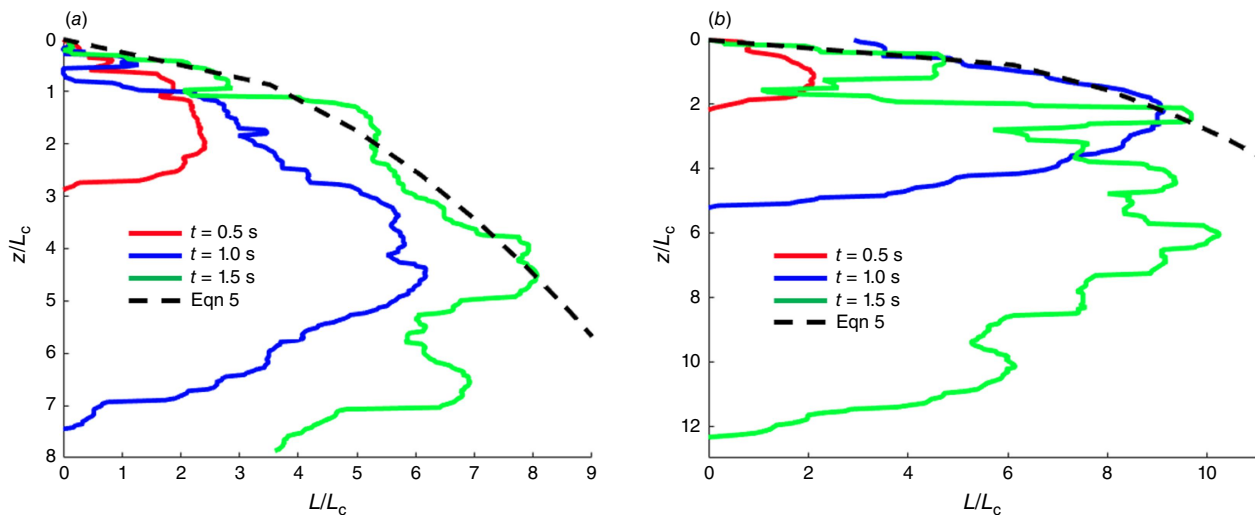 (a)
0
1
2
3
4
5
6
7
8
z/Lc
t = 0.5 s
t = 1.0 s
t = 1.5 s
Eqn 5
0 1 2 3 4 5 6 7 8 9
L/Lc
(b)
0
2
4
6
8
10
12
z/Lc
t = 0.5 s
t = 1.0 s
t = 1.5 s
Eqn 5
0 2 4 6 8 10
L/Lc